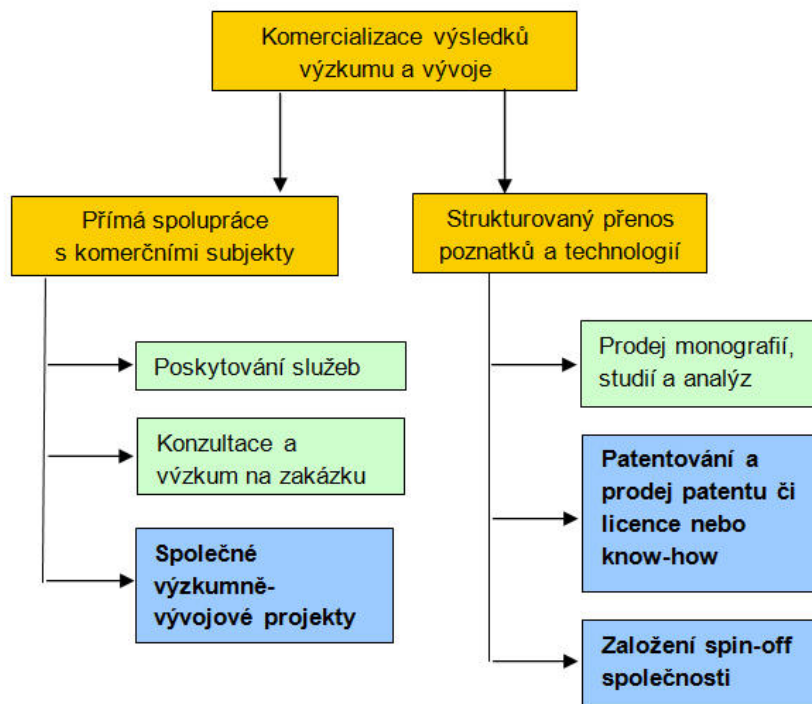 Komercializace výsledků
výzkumu a vývoje
Přímá spolupráce
s komerčními subjekty
Strukturovaný přenos
poznatků a technologií
Poskytování služeb
Konzultace a
výzkum na zakázku
Společné
výzkumně-
vývojové projekty
Prodej monografií,
studií a analýz
Patentování a
prodej patentu či
licence nebo
know-how
Založení spin-off
společnosti